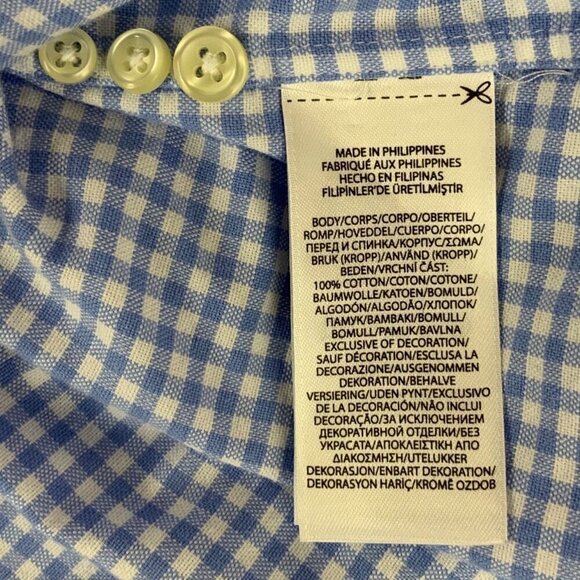 MADE IN PHILIPPINES
FABRIQUÉ AUX PHILIPPINES
HECHO EN FILIPINAS
FİLİPİNLER'DE ÜRETİLMİŞTİR
BODY/CORPS/CORPO/OBERTEIL/
ROMP/HOVEDDEL/CUERPO/CORPO/
ПЕРЕД И СПИНКА/КОРПУС/ΣΩΜΑ/
BRUK (KROPP)/ANVÄND (KROPP)/
BEDEN/VRCHNÍ ČÁST:
100% COTTON/COTON/COTONE/
BAUMWOLLE/KATOEN/BOMULD/
ALGODÓN/ALGODÃO/ХЛОПОК/
ПАМУК/ΒΑΜΒΑΚΙ/BOMULL/
BOMULL/PAMUK/BAVLNA
EXCLUSIVE OF DECORATION/
SAUF DÉCORATION/ESCLUSA LA
DECORAZIONE/AUSGENOMMEN
DEKORATION/BEHALVE
VERSIERING/UDEN PYNT/EXCLUSIVO
DE LA DECORACIÓN/NÃO INCLUI
DECORAÇÃO/ЗА ИСКЛЮЧЕНИЕМ
ДЕКОРАТИВНОЙ ОТДЕЛКИ/БЕЗ
УКРАСА/ΑΠΟΚΛΕΙΣΤΙΚΗ ΑΠΟ
ΔΙΑΚΟΣΜΗΣΗ/UTELUKKER
DEKORASJON/ENBART DEKORATION/
DEKORASYON HARİÇ/KROMĚ OZDOB